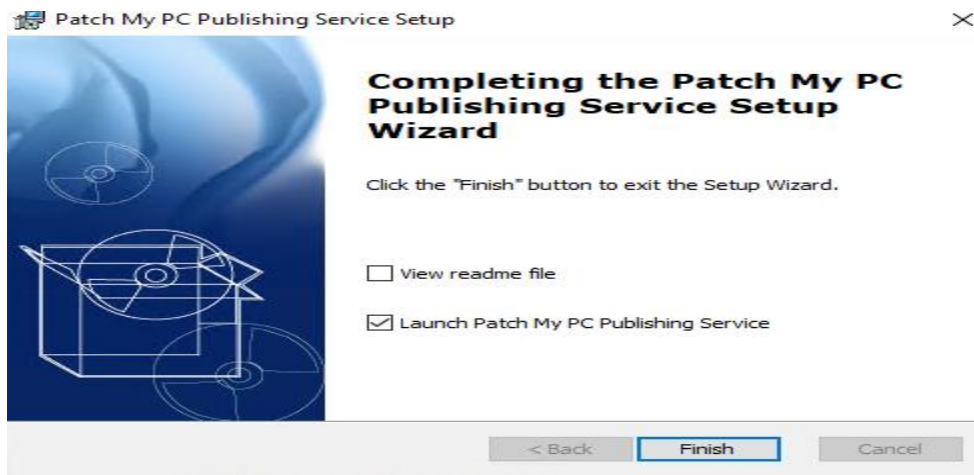 Patch My PC Publishing Service Setup
Completing the Patch My PC
Publishing Service Setup
Wizard
Click the "Finish" button to exit the Setup Wizard.
View readme file
Launch Patch My PC Publishing Service
< Back Finish Cancel